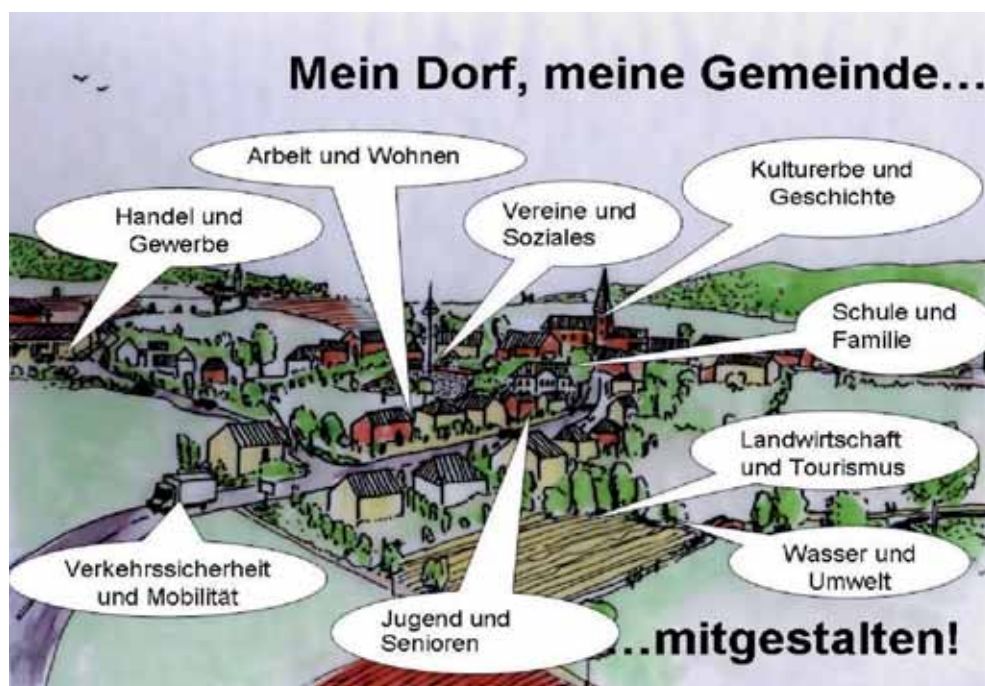 Mein Dorf, meine Gemeinde...
Arbeit und Wohnen
Kulturerbe und
Geschichte
Handel und
Gewerbe
Vereine und
Soziales
Schule und
Familie
Landwirtschaft
und Tourismus
Verkehrssicherheit
und Mobilität
Wasser und
Umwelt
Jugend und
Senioren
...mitgestalten!